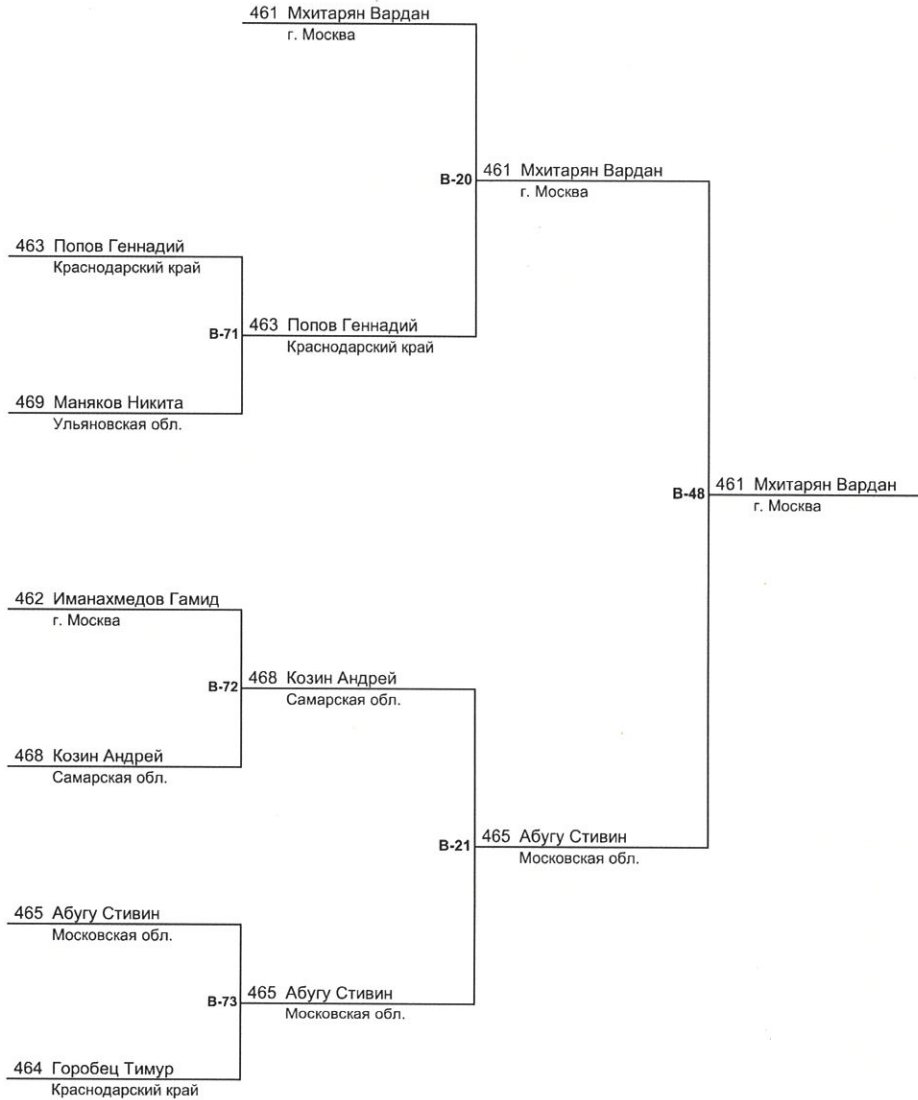 461 Мхитарян Вардан
г. Москва
В-20
461 Мхитарян Вардан
г. Москва
463 Попов Геннадий
Краснодарский край
В-71
463 Попов Геннадий
Краснодарский край
469 Маняков Никита
Ульяновская обл.
В-48
461 Мхитарян Вардан
г. Москва
462 Иманахмедов Гамид
г. Москва
В-72
468 Козин Андрей
Самарская обл.
468 Козин Андрей
Самарская обл.
В-21
465 Абугу Стивин
Московская обл.
465 Абугу Стивин
Московская обл.
В-73
465 Абугу Стивин
Московская обл.
464 Горобец Тимур
Краснодарский край